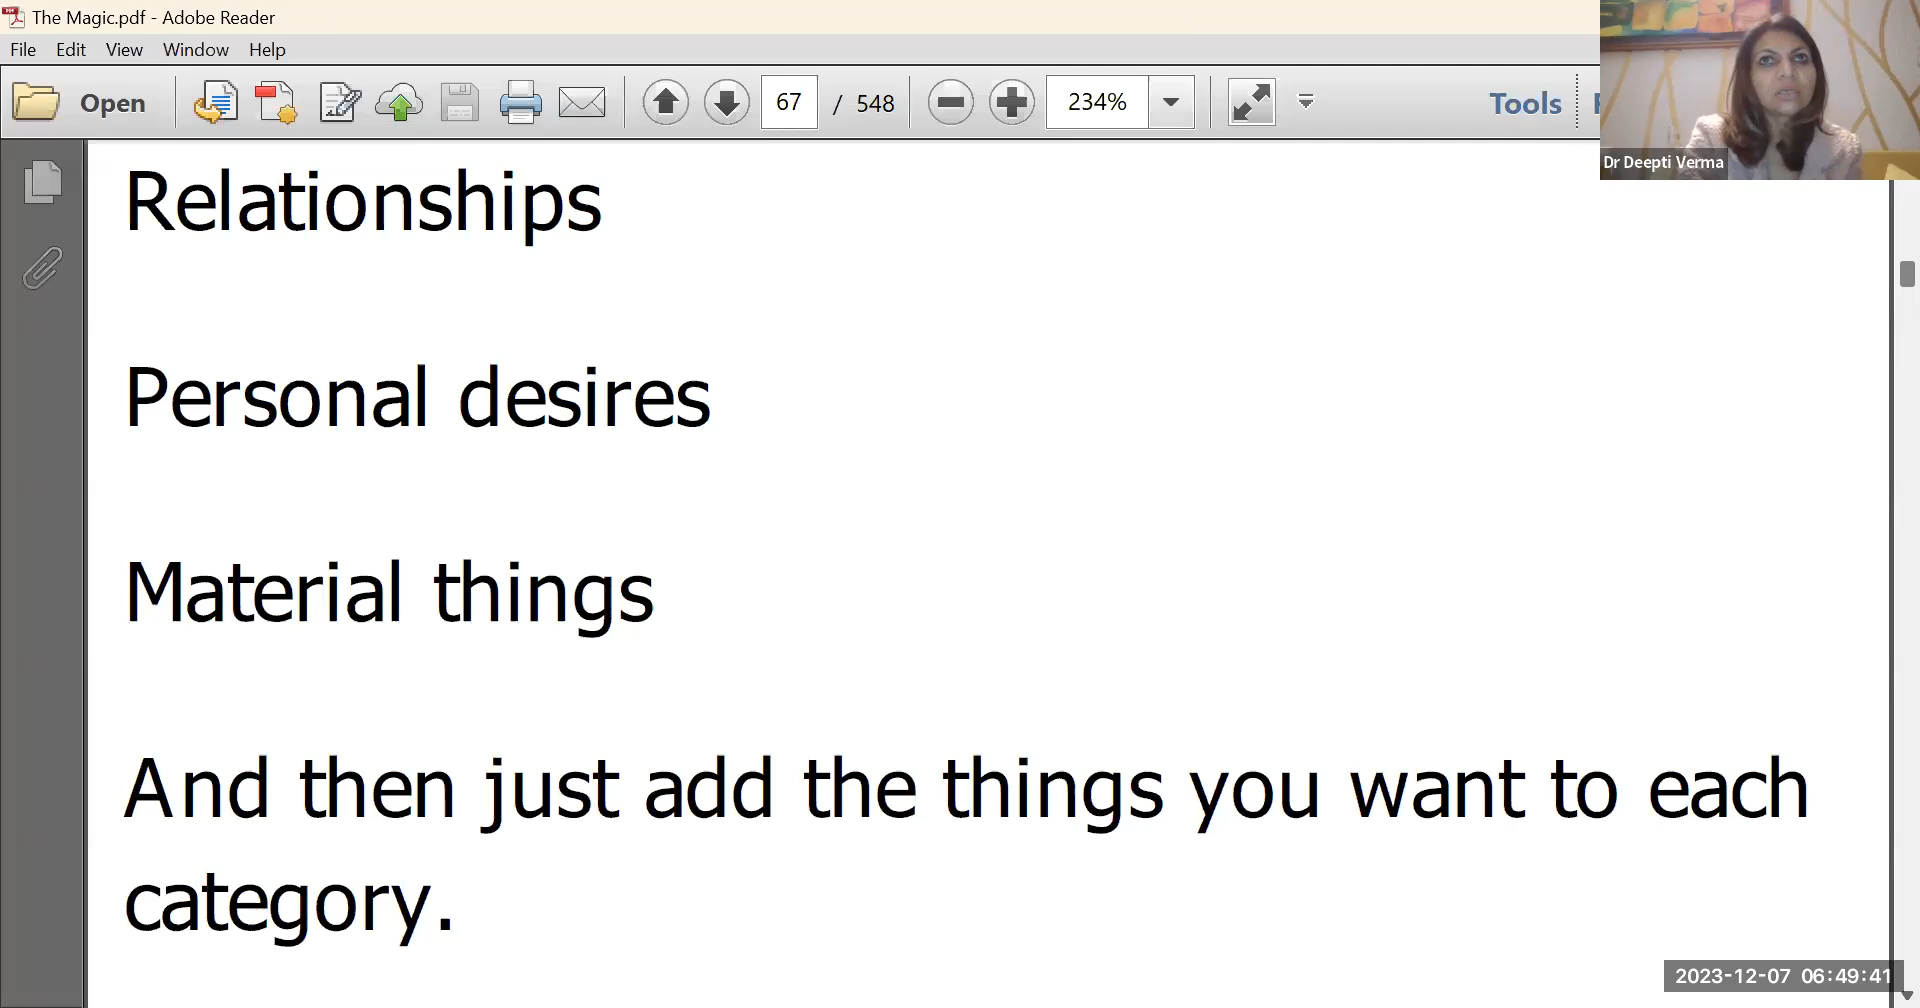 The Magic.pdf - Adobe Reader
File Edit View Window Help
Open 67 / 548 234% Tools
Dr Deepti Verma
Relationships
Personal desires
Material things
And then just add the things you want to each
category.
2023-12-07 06:49:41